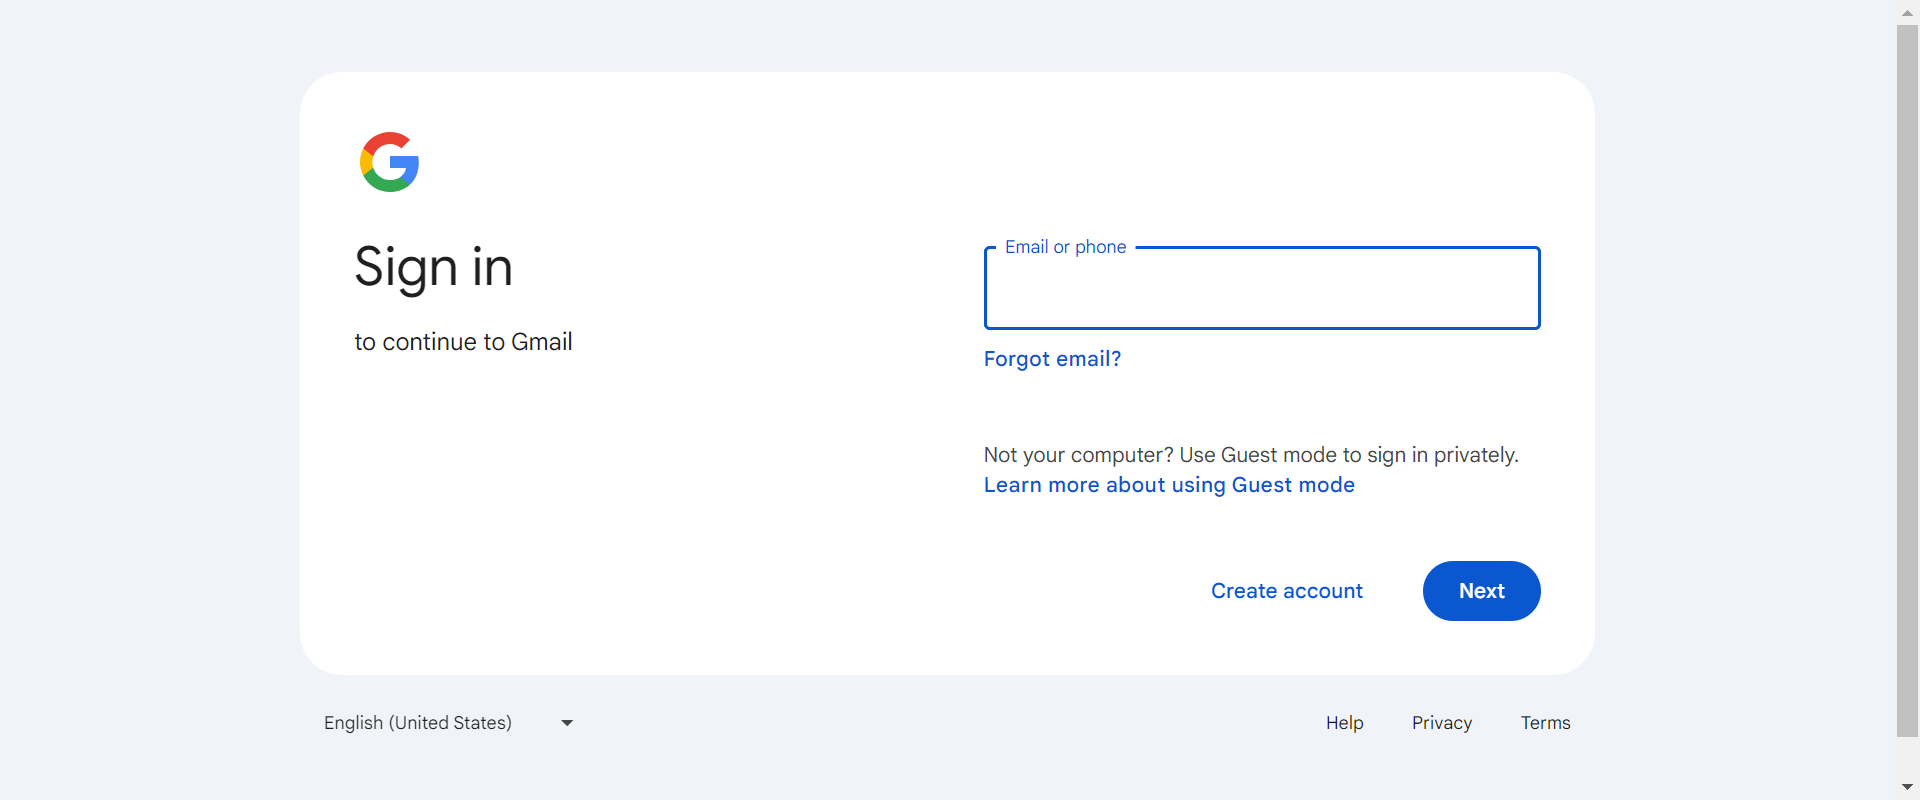 Sign in
to continue to Gmail
Email or phone
Forgot email?
Not your computer? Use Guest mode to sign in privately.
Learn more about using Guest mode
Create account
Next
English (United States)
Help
Privacy
Terms